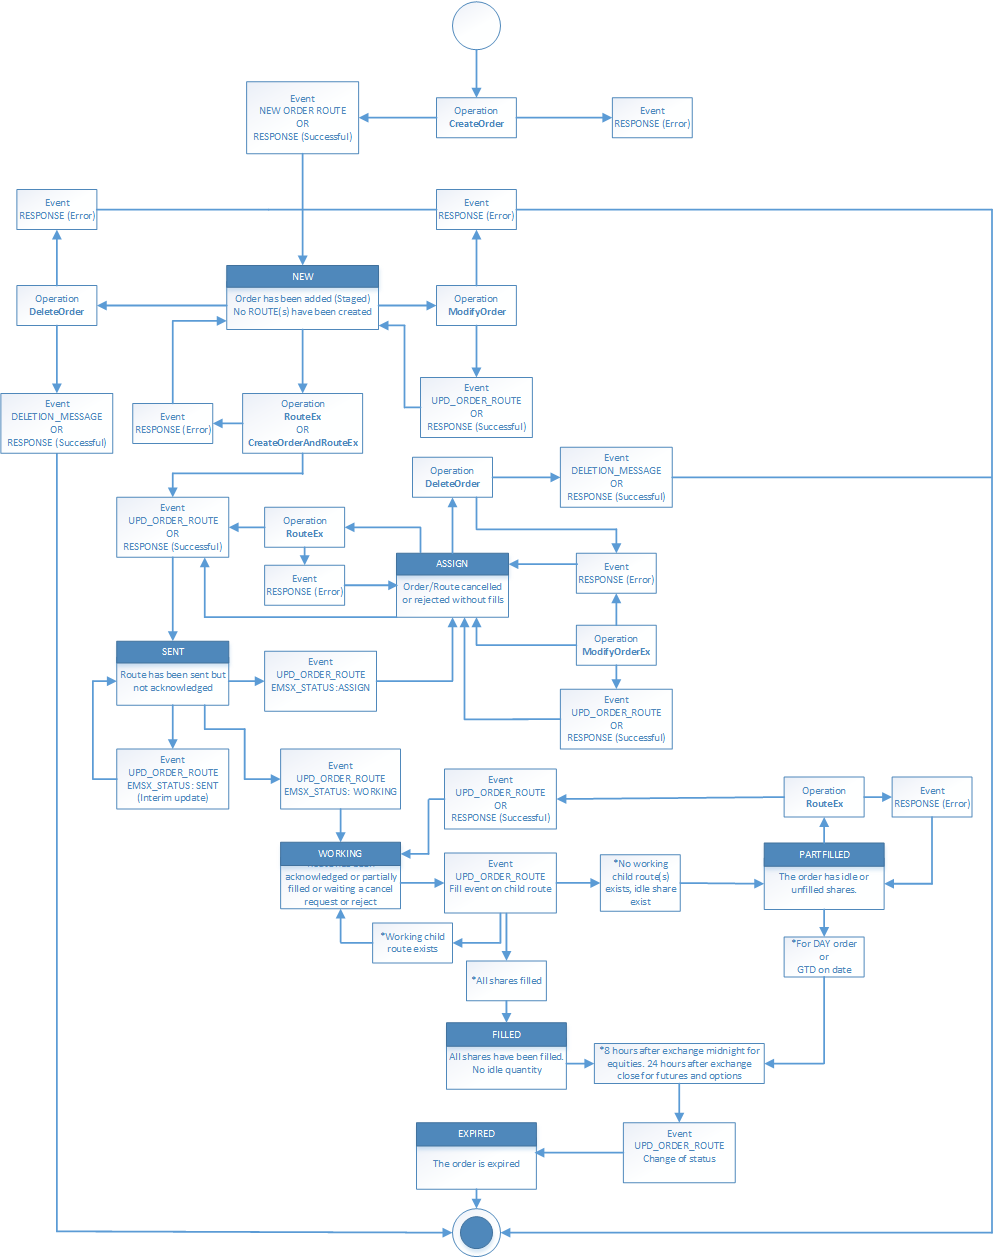 Operation
CreateOrder
Event
NEW ORDER ROUTE
OR
RESPONSE (Successful)
Event
RESPONSE (Error)
Event
RESPONSE (Error)
Event
RESPONSE (Error)
NEW
Order has been added (Staged)
No ROUTE(s) have been created
Operation
DeleteOrder
Operation
ModifyOrder
Event
DELETION_MESSAGE
OR
RESPONSE (Successful)
Event
RESPONSE (Error)
Operation
RouteEx
OR
CreateOrderAndRouteEx
Event
UPD_ORDER_ROUTE
OR
RESPONSE (Successful)
Operation
DeleteOrder
Event
DELETION_MESSAGE
OR
RESPONSE (Successful)
Event
UPD_ORDER_ROUTE
OR
RESPONSE (Successful)
Operation
RouteEx
Event
RESPONSE (Error)
ASSIGN
Order/Route cancelled
or rejected without fills
Event
RESPONSE (Error)
Operation
ModifyOrderEx
SENT
Route has been sent but
not acknowledged
Event
UPD_ORDER_ROUTE
EMSX_STATUS:ASSIGN
Event
UPD_ORDER_ROUTE
OR
RESPONSE (Successful)
Event
UPD_ORDER_ROUTE
EMSX_STATUS: SENT
(Interim update)
Event
UPD_ORDER_ROUTE
EMSX_STATUS: WORKING
Event
UPD_ORDER_ROUTE
OR
RESPONSE (Successful)
Operation
RouteEx
Event
RESPONSE (Error)
WORKING
acknowledged or partially
filled or waiting a cancel
request or reject
Event
UPD_ORDER_ROUTE
Fill event on child route
*No working
child route(s)
exists, idle share
exist
PARTFILLED
The order has idle or
unfilled shares.
*Working child
route exists
*For DAY order
or
GTD on date
*All shares filled
FILLED
All shares have been filled.
No idle quantity
*8 hours after exchange midnight for
equities. 24 hours after exchange
close for futures and options
EXPIRED
The order is expired
Event
UPD_ORDER_ROUTE
Change of status